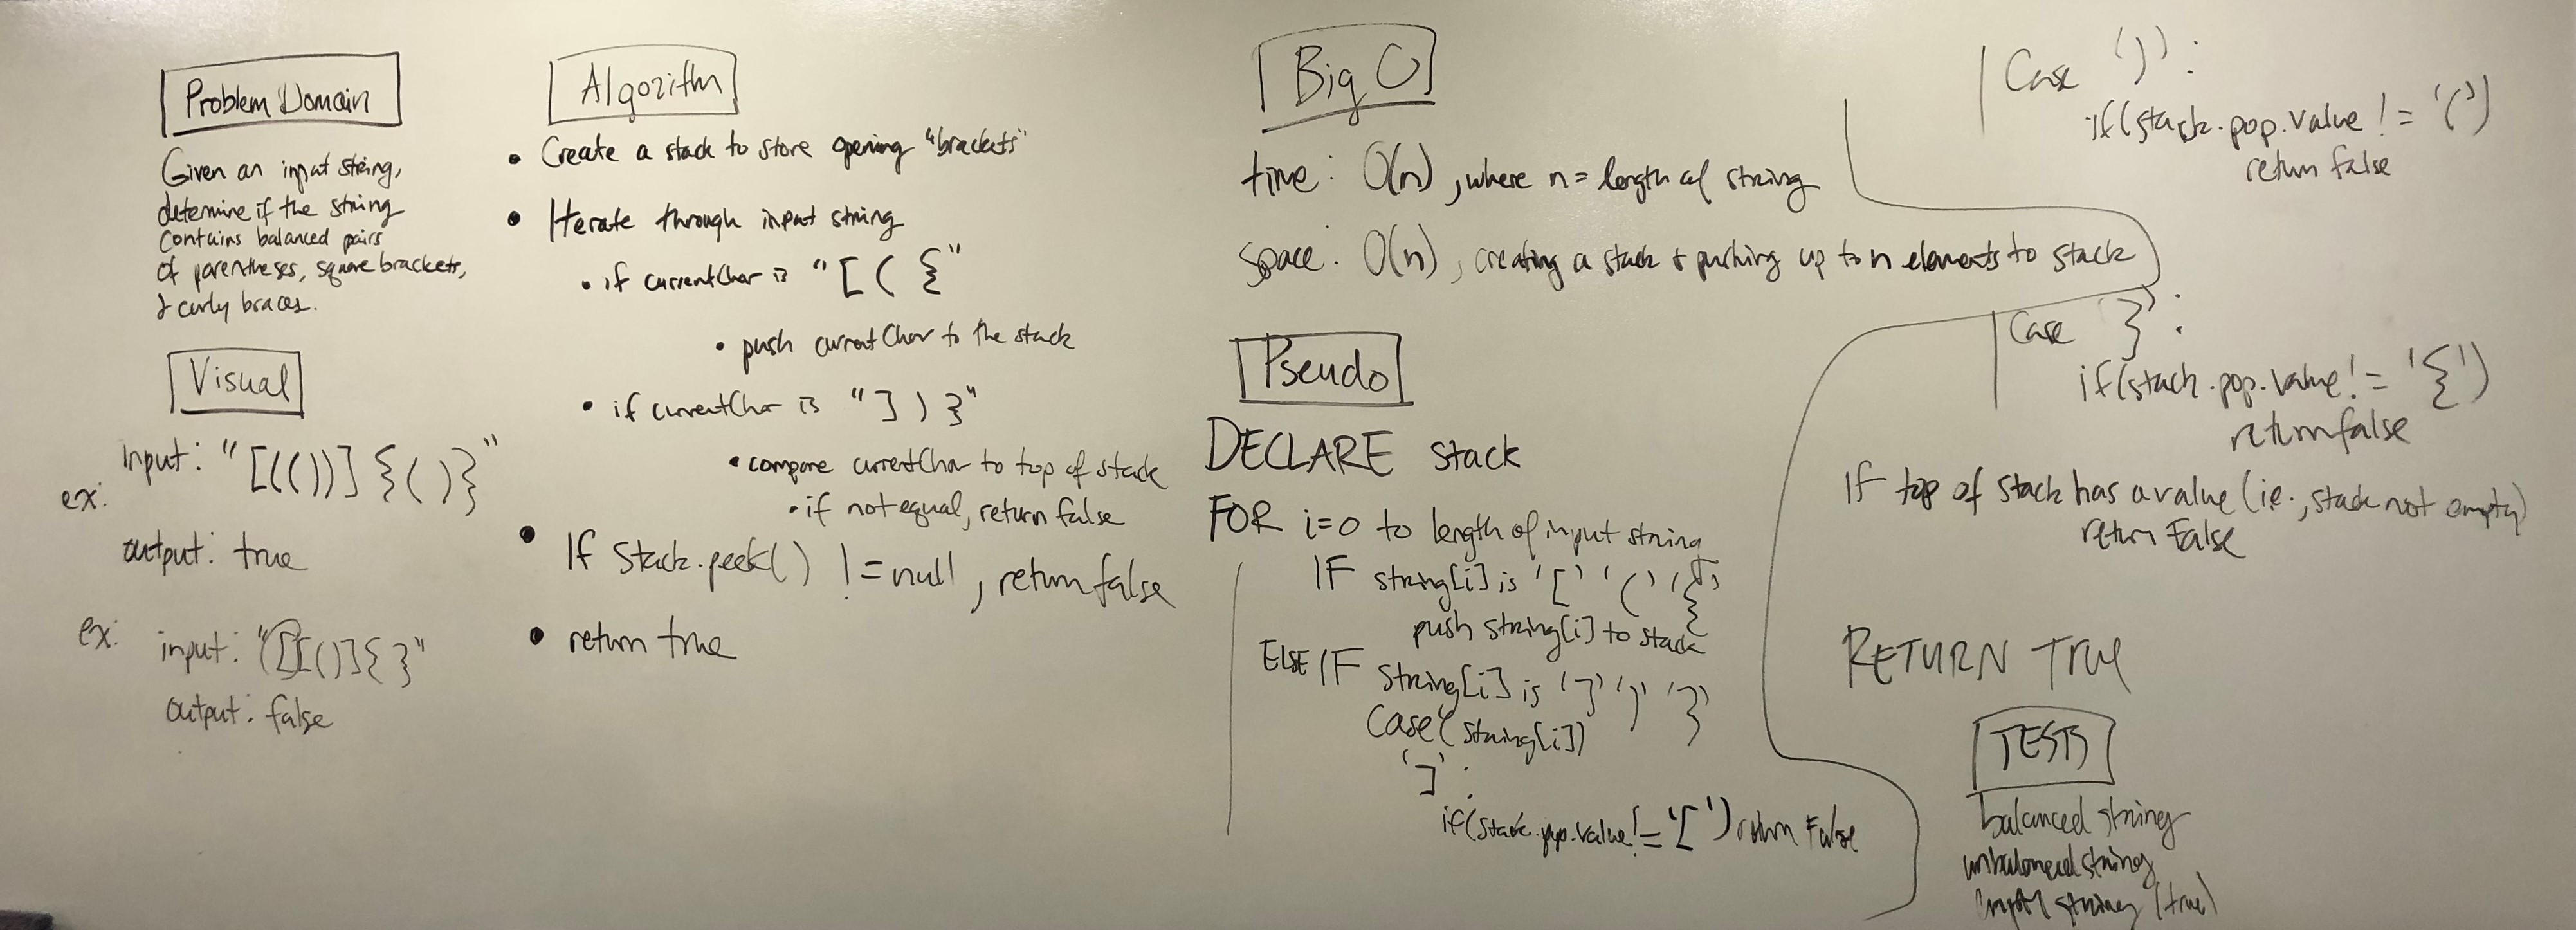 Problem Domain
Given an input string,
determine if the string
contains balanced pairs
of parentheses, square brackets,
& curly braces.
Visual
ex:
input: "[(())]{()}"
output: true
ex:
input: "([[()]{}"
output: false
Algorithm
• Create a stack to store opening "brackets"
• Iterate through input string
• if currentChar is "[ ( {"
• push currentChar to the stack
• if currentChar is "] ) }"
• compare currentChar to top of stack
• if not equal, return false
• If Stack.peek() != null, return false
• return true
Big O
time: O(n), where n = length of string
space: O(n), creating a stack & pushing up to n elements to stack
Pseudo
DECLARE stack
FOR i=0 to length of input string
IF string[i] is '[' '(' '{'
push string[i] to stack
ELSE IF string[i] is ']' ')' '}'
Case(string[i])
']':
if(stack.pop.value != '[') return False
Case ')':
if(stack.pop.value != '(')
return false
Case '}':
if(stack.pop.value != '{')
return false
If top of stack has a value (i.e., stack not empty)
return False
RETURN True
TESTS
balanced string
unbalanced string
empty string (true)